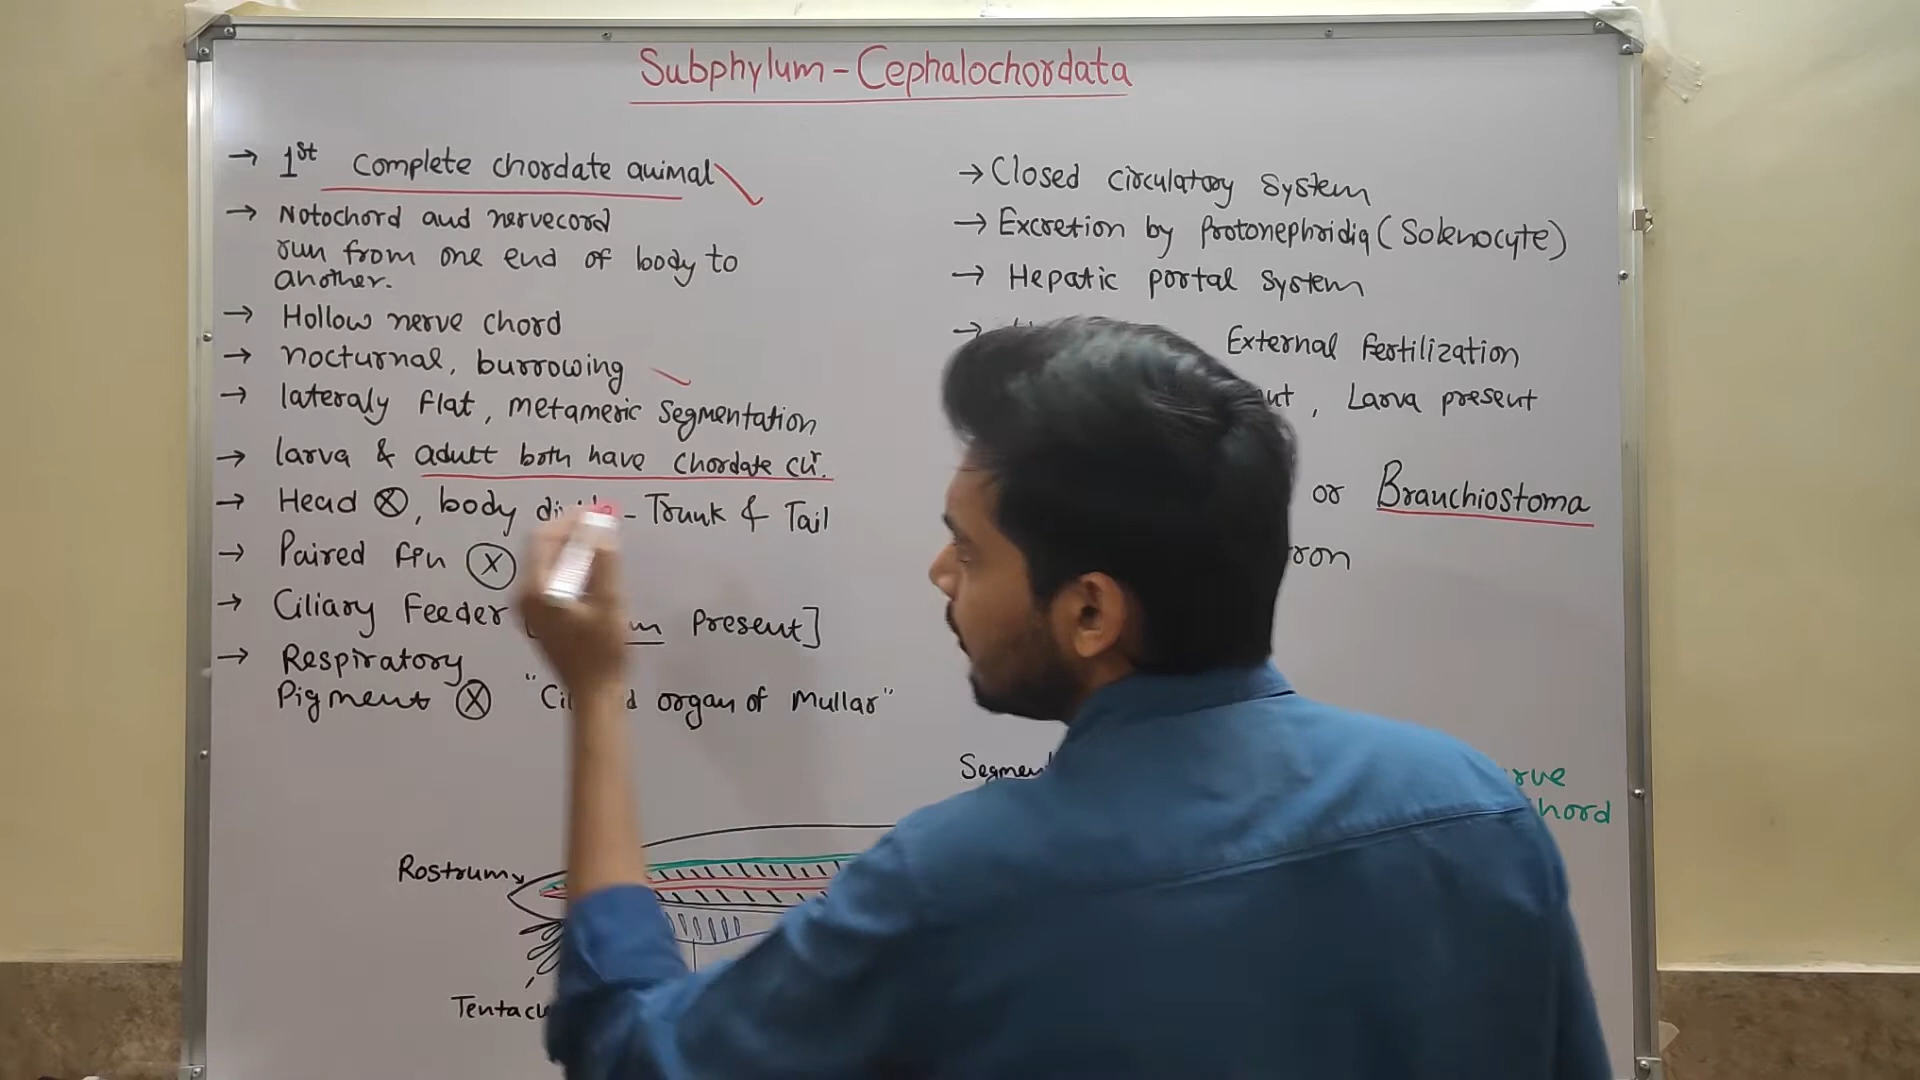 Subphylum - Cephalochordata
→ 1st Complete chordate animal
→ Notochord and nervecord
run from one end of body to
another.
→ Hollow nerve chord
→ nocturnal, burrowing
→ lateraly flat, metameric segmentation
→ larva & adult both have chordate chr.
→ Head ⊗, body - Trunk & Tail
→ Paired fin ⊗
→ Ciliary Feeder Present]
→ Respiratory
Pigment ⊗ " organ of Mullar"
→ Closed circulatory system
→ Excretion by protonephridia (Solenocyte)
→ Hepatic portal system
→ External fertilization
, Larva present
or Branchiostoma
Rostrum